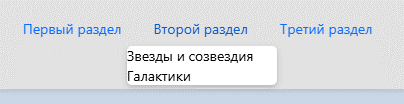 Первый раздел Второй раздел Третий раздел
Звезды и созвездия
Галактики